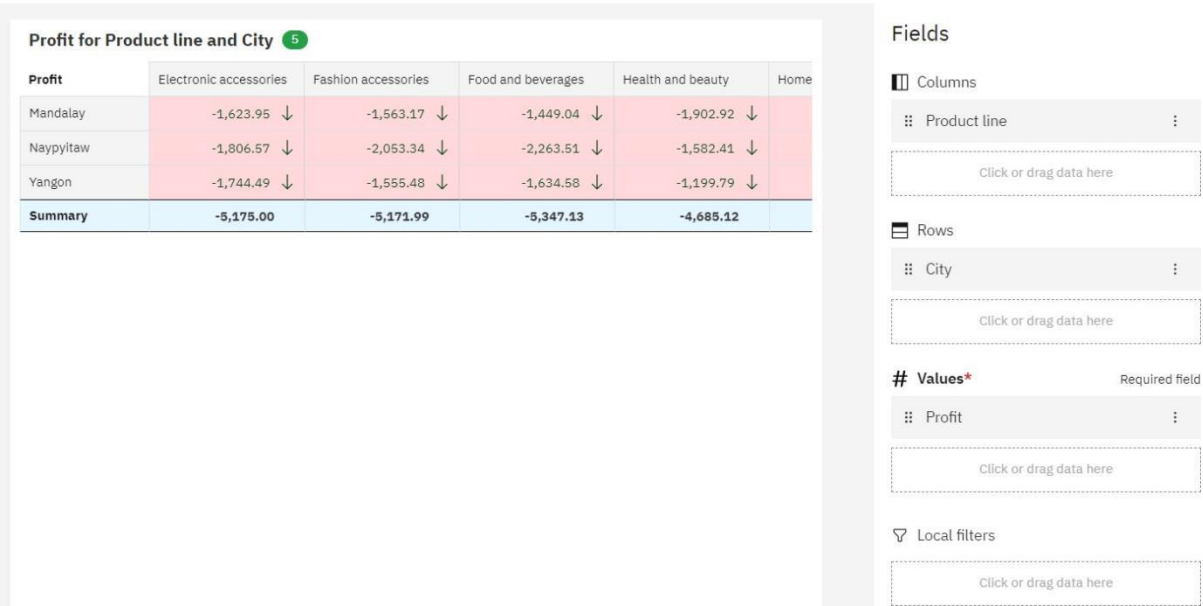 Profit for Product line and City 5
Profit Electronic accessories Fashion accessories Food and beverages Health and beauty Home
Mandalay -1,623.95 ↓ -1,563.17 ↓ -1,449.04 ↓ -1,902.92 ↓
Naypyitaw -1,806.57 ↓ -2,053.34 ↓ -2,263.51 ↓ -1,582.41 ↓
Yangon -1,744.49 ↓ -1,555.48 ↓ -1,634.58 ↓ -1,199.79 ↓
Summary -5,175.00 -5,171.99 -5,347.13 -4,685.12
Fields
Columns
Product line
Click or drag data here
Rows
City
Click or drag data here
# Values* Required field
Profit
Click or drag data here
Local filters
Click or drag data here